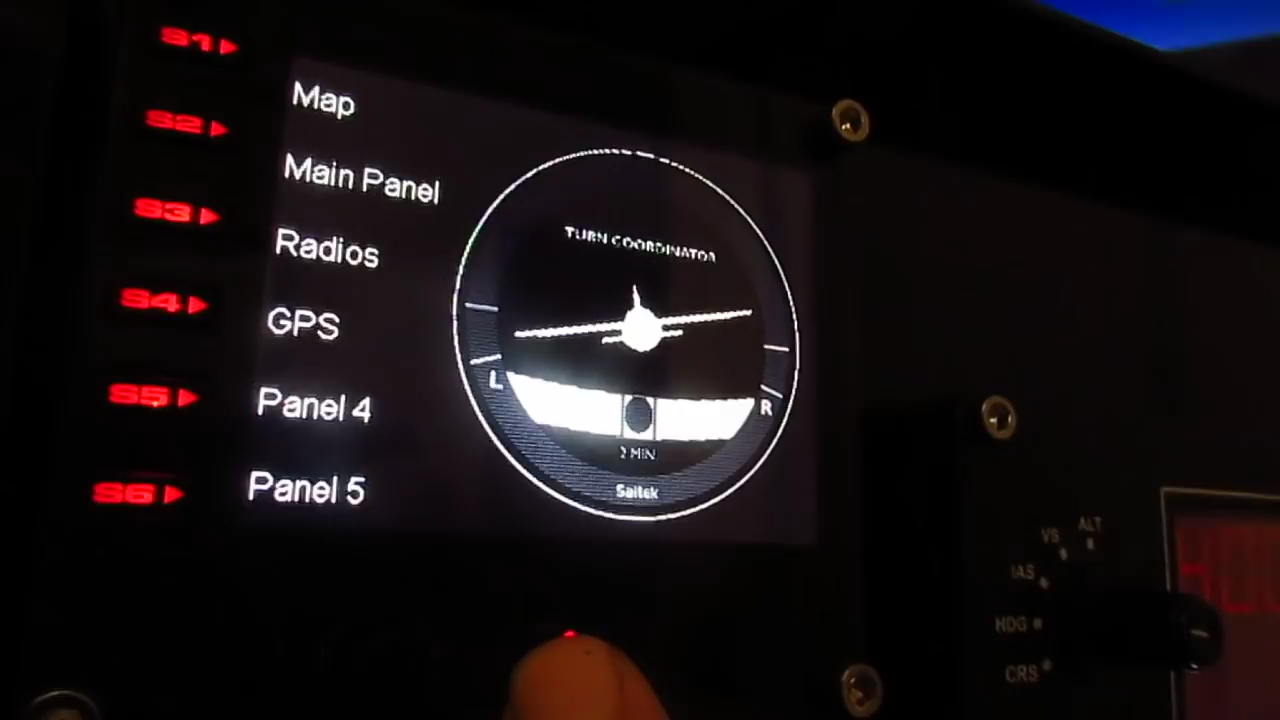 S1
Map
S2
Main Panel
S3
Radios
S4
GPS
S5
Panel 4
S6
Panel 5
TURN COORDINATOR
L
R
2 MIN
Saitek
ALT
VS
IAS
HDG
CRS